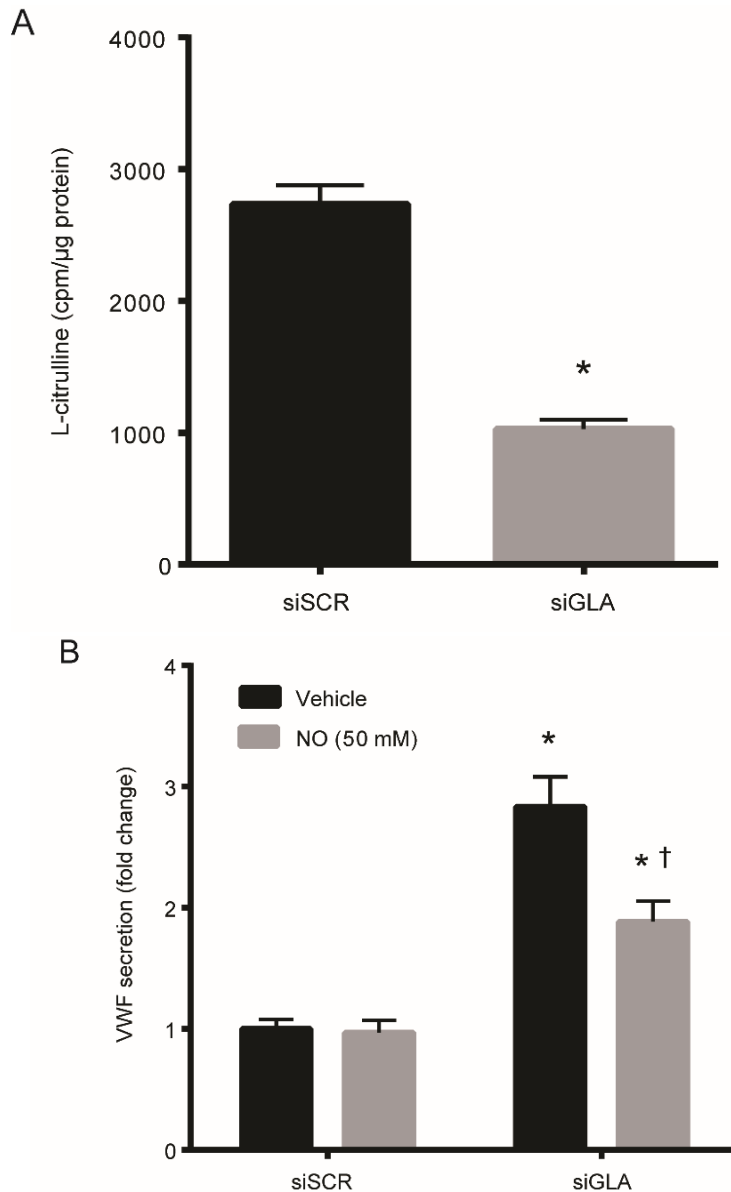 A
4000
3000
2000
1000
0
L-citrulline (cpm/µg protein)
*
siSCR
siGLA
B
4
3
2
1
0
VWF secretion (fold change)
Vehicle
NO (50 mM)
*
* †
siSCR
siGLA